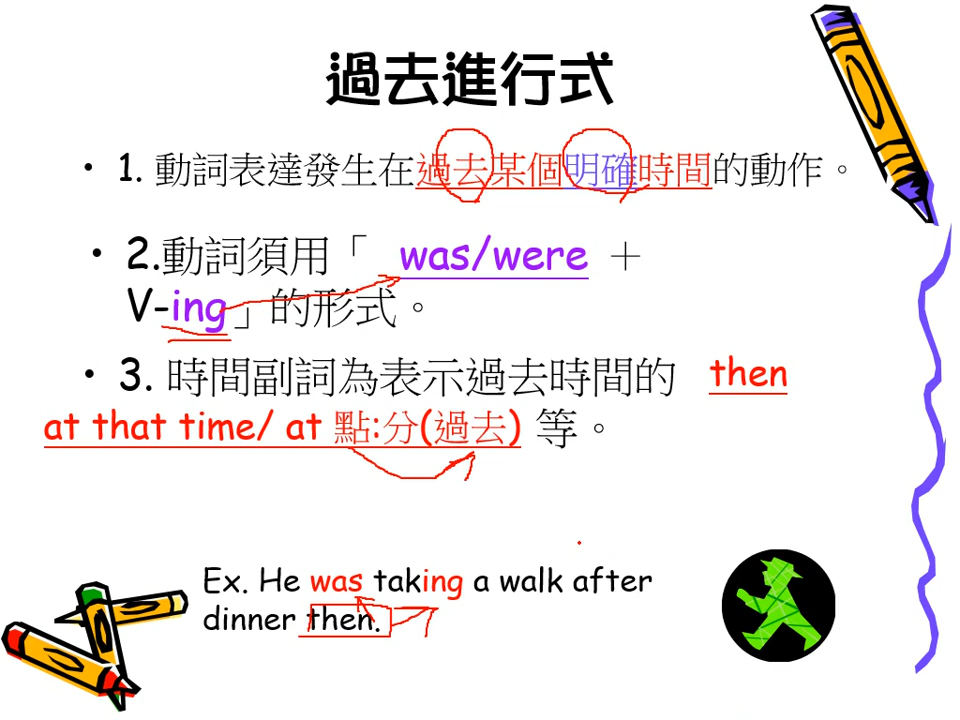 過去進行式
• 1. 動詞表達發生在過去某個明確時間的動作。
• 2.動詞須用「 was/were ＋
V-ing」的形式。
• 3. 時間副詞為表示過去時間的 then
at that time/ at 點:分(過去) 等。
Ex. He was taking a walk after
dinner then.